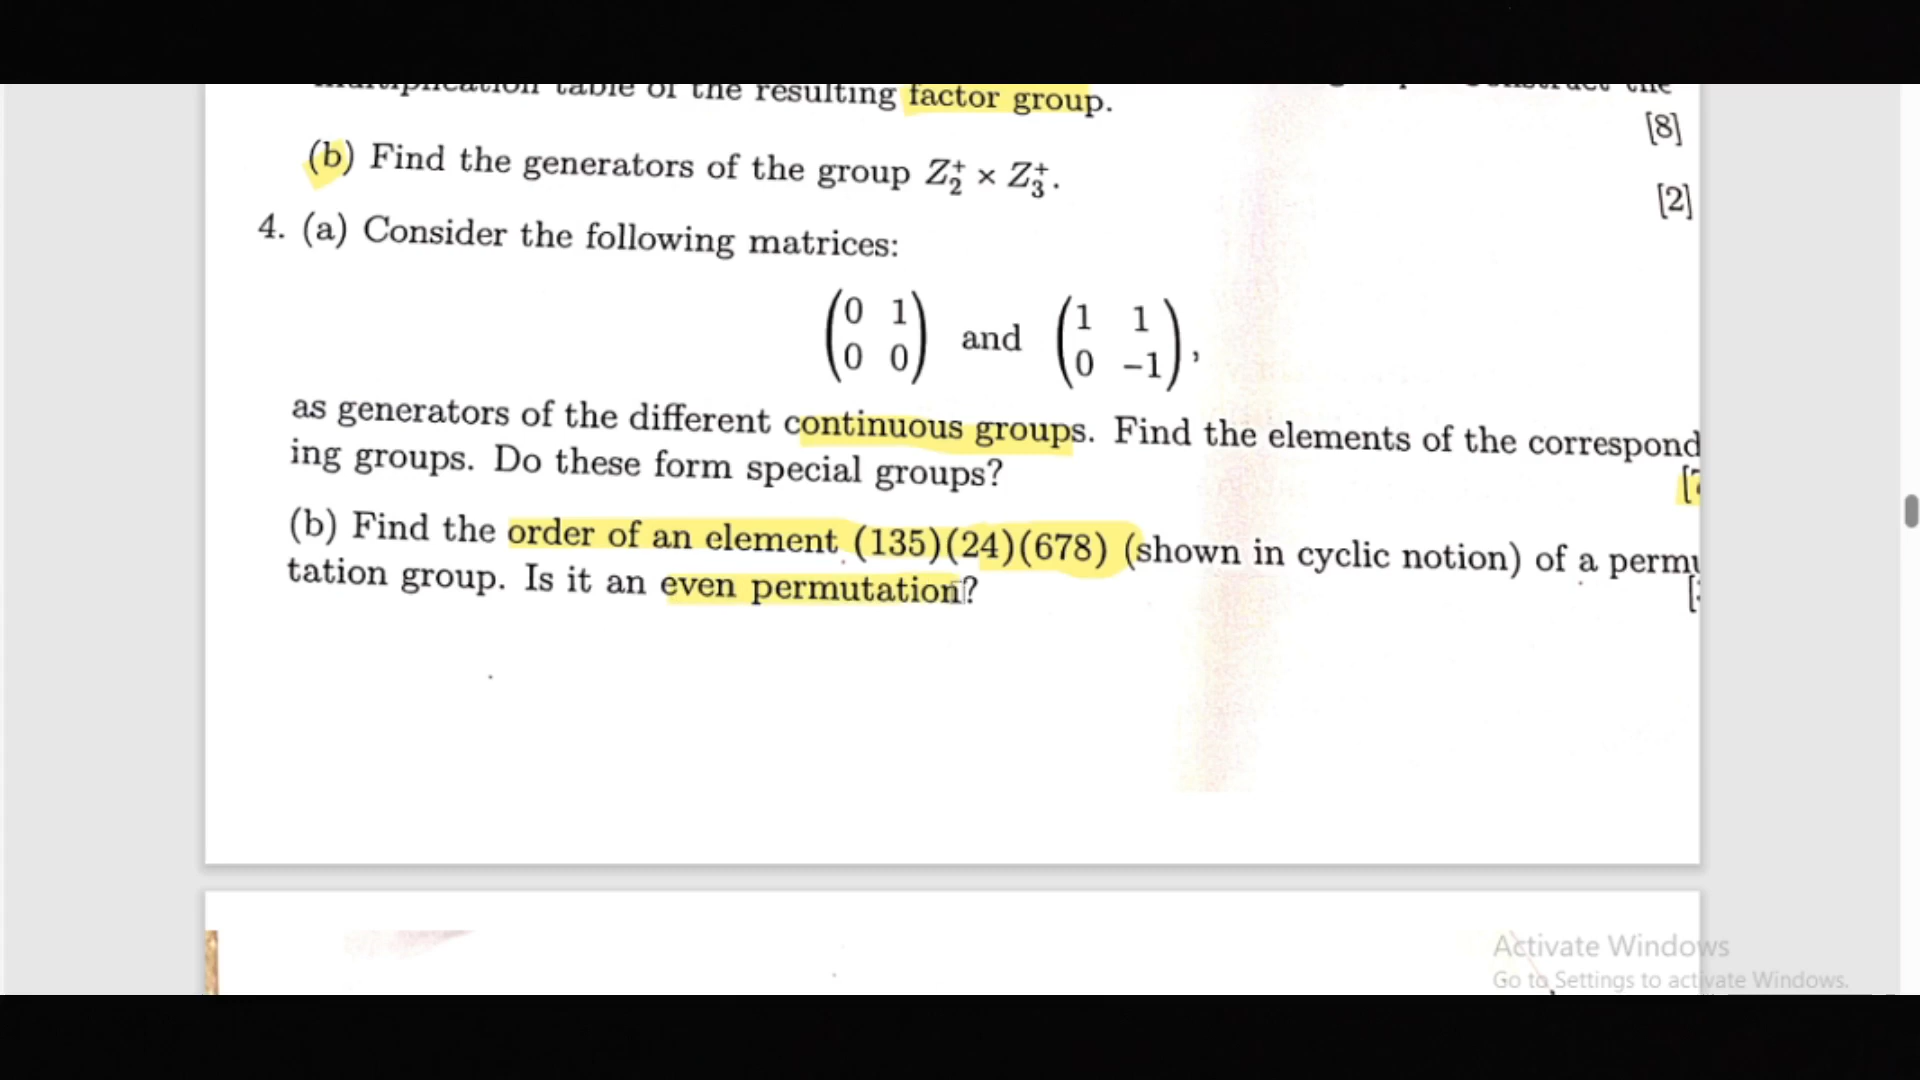 multiplication table of the resulting factor group.
[8]
(b) Find the generators of the group Z₂⁺ × Z₃⁺.
[2]
4. (a) Consider the following matrices:
(0 1
0 0) and (1 1
0 −1),
as generators of the different continuous groups. Find the elements of the correspond
ing groups. Do these form special groups?
(b) Find the order of an element (135)(24)(678) (shown in cyclic notion) of a perm
tation group. Is it an even permutation?
Activate Windows
Go to Settings to activate Windows.